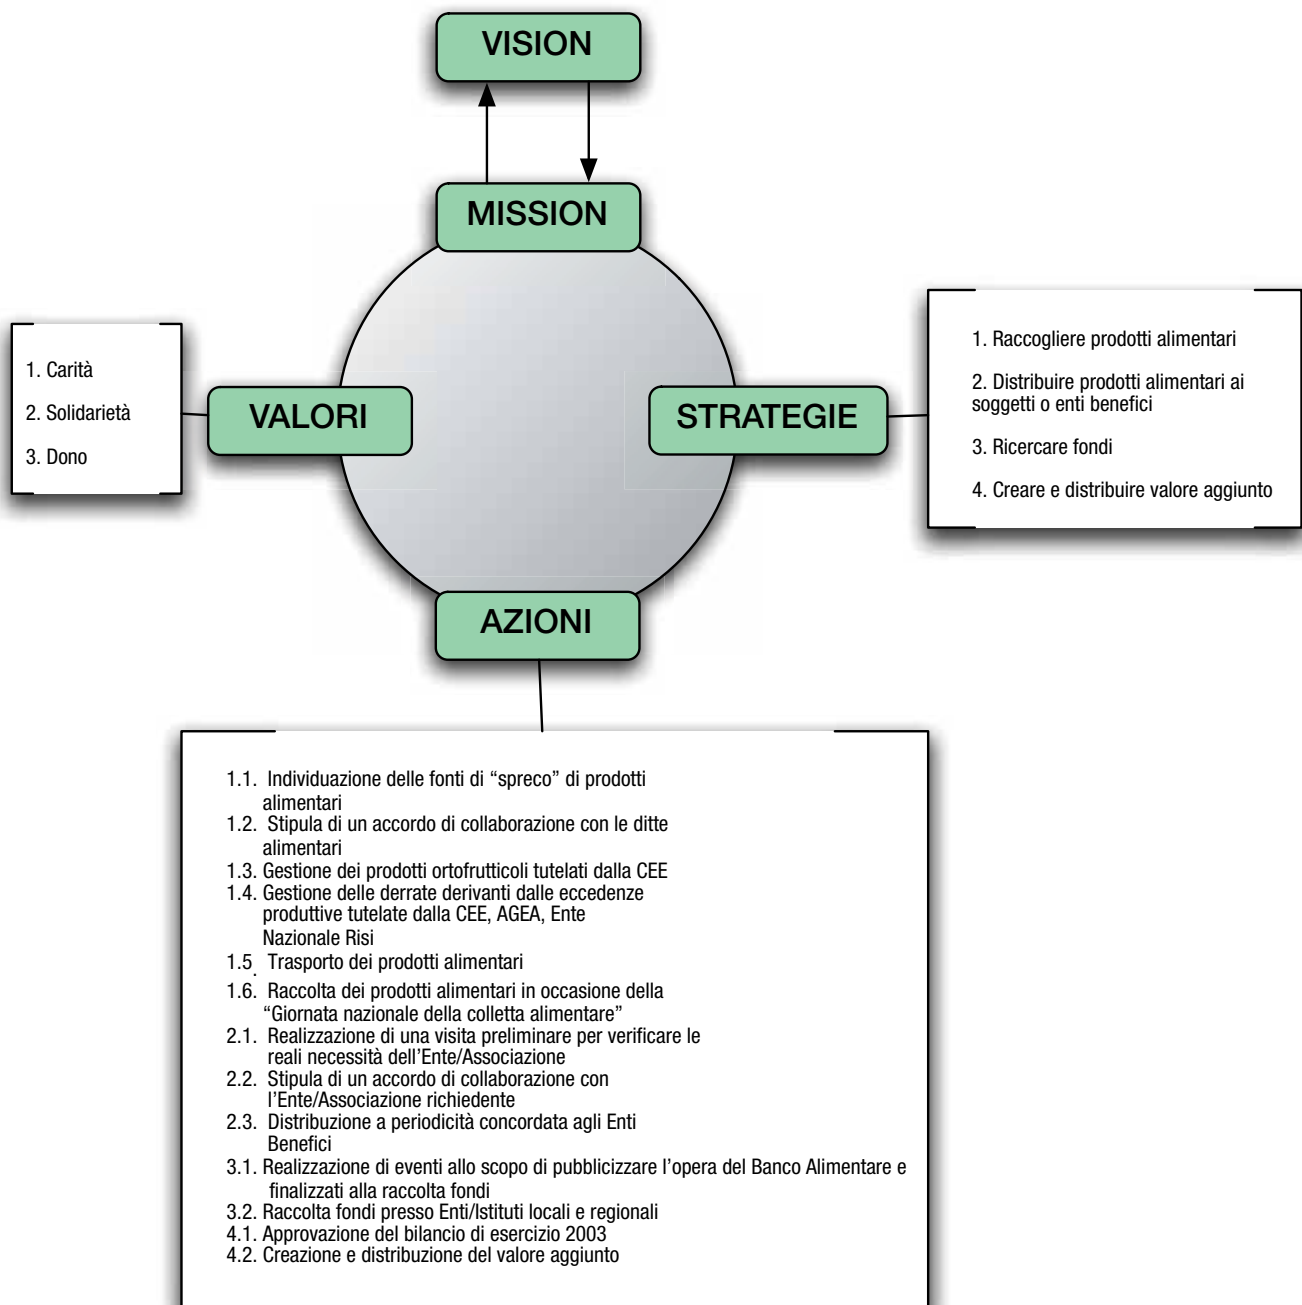 VISION
MISSION
VALORI
1. Carità
2. Solidarietà
3. Dono
STRATEGIE
1. Raccogliere prodotti alimentari
2. Distribuire prodotti alimentari ai
soggetti o enti benefici
3. Ricercare fondi
4. Creare e distribuire valore aggiunto
AZIONI
1.1. Individuazione delle fonti di “spreco” di prodotti
alimentari
1.2. Stipula di un accordo di collaborazione con le ditte
alimentari
1.3. Gestione dei prodotti ortofrutticoli tutelati dalla CEE
1.4. Gestione delle derrate derivanti dalle eccedenze
produttive tutelate dalla CEE, AGEA, Ente
Nazionale Risi
1.5. Trasporto dei prodotti alimentari
1.6. Raccolta dei prodotti alimentari in occasione della
“Giornata nazionale della colletta alimentare”
2.1. Realizzazione di una visita preliminare per verificare le
reali necessità dell’Ente/Associazione
2.2. Stipula di un accordo di collaborazione con
l’Ente/Associazione richiedente
2.3. Distribuzione a periodicità concordata agli Enti
Benefici
3.1. Realizzazione di eventi allo scopo di pubblicizzare l’opera del Banco Alimentare e
finalizzati alla raccolta fondi
3.2. Raccolta fondi presso Enti/Istituti locali e regionali
4.1. Approvazione del bilancio di esercizio 2003
4.2. Creazione e distribuzione del valore aggiunto